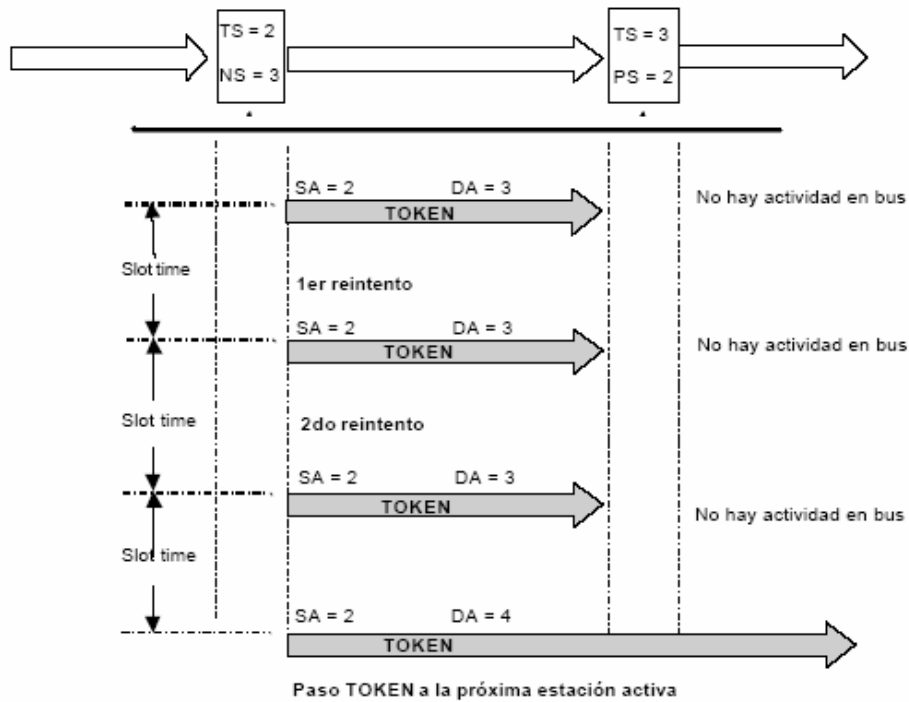 TS = 2
NS = 3
TS = 3
PS = 2
SA = 2 DA = 3
TOKEN
No hay actividad en bus
Slot time
1er reintento
SA = 2 DA = 3
TOKEN
No hay actividad en bus
Slot time
2do reintento
SA = 2 DA = 3
TOKEN
No hay actividad en bus
Slot time
SA = 2 DA = 4
TOKEN
Paso TOKEN a la próxima estación activa